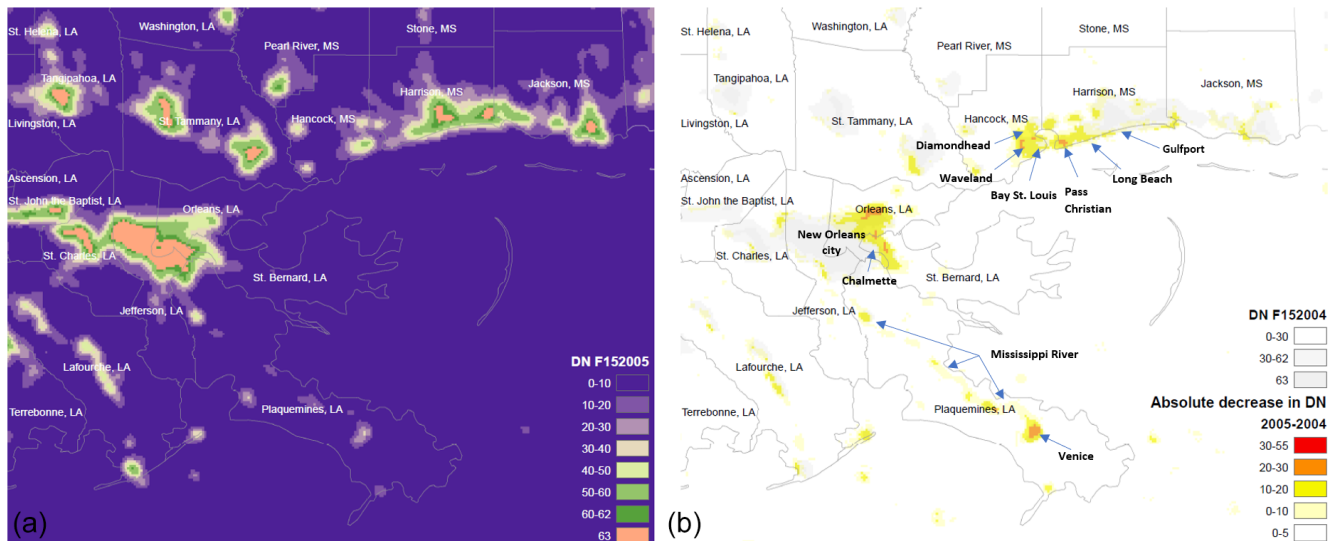 Washington, LA
St. Helena, LA
Stone, MS
Pearl River, MS
Tangipahoa, LA
Jackson, MS
Harrison, MS
Livingston, LA
St. Tammany, LA
Hancock, MS
Ascension, LA
St. John the Baptist, LA
Orleans, LA
St. Charles, LA
St. Bernard, LA
Jefferson, LA
Lafourche, LA
Terrebonne, LA
Plaquemines, LA
DN F152005
0-10
10-20
20-30
30-40
40-50
50-60
60-62
63
(a)
Washington, LA
St. Helena, LA
Stone, MS
Pearl River, MS
Tangipahoa, LA
Jackson, MS
Harrison, MS
Livingston, LA
St. Tammany, LA
Hancock, MS
Diamondhead
Gulfport
Waveland
Long Beach
Bay St. Louis
Pass
Christian
Ascension, LA
St. John the Baptist, LA
Orleans, LA
New Orleans
city
St. Charles, LA
Chalmette
St. Bernard, LA
Jefferson, LA
Mississippi River
Lafourche, LA
Terrebonne, LA
Plaquemines, LA
Venice
DN F152004
0-30
30-62
63
Absolute decrease in DN
2005-2004
30-55
20-30
10-20
0-10
0-5
(b)